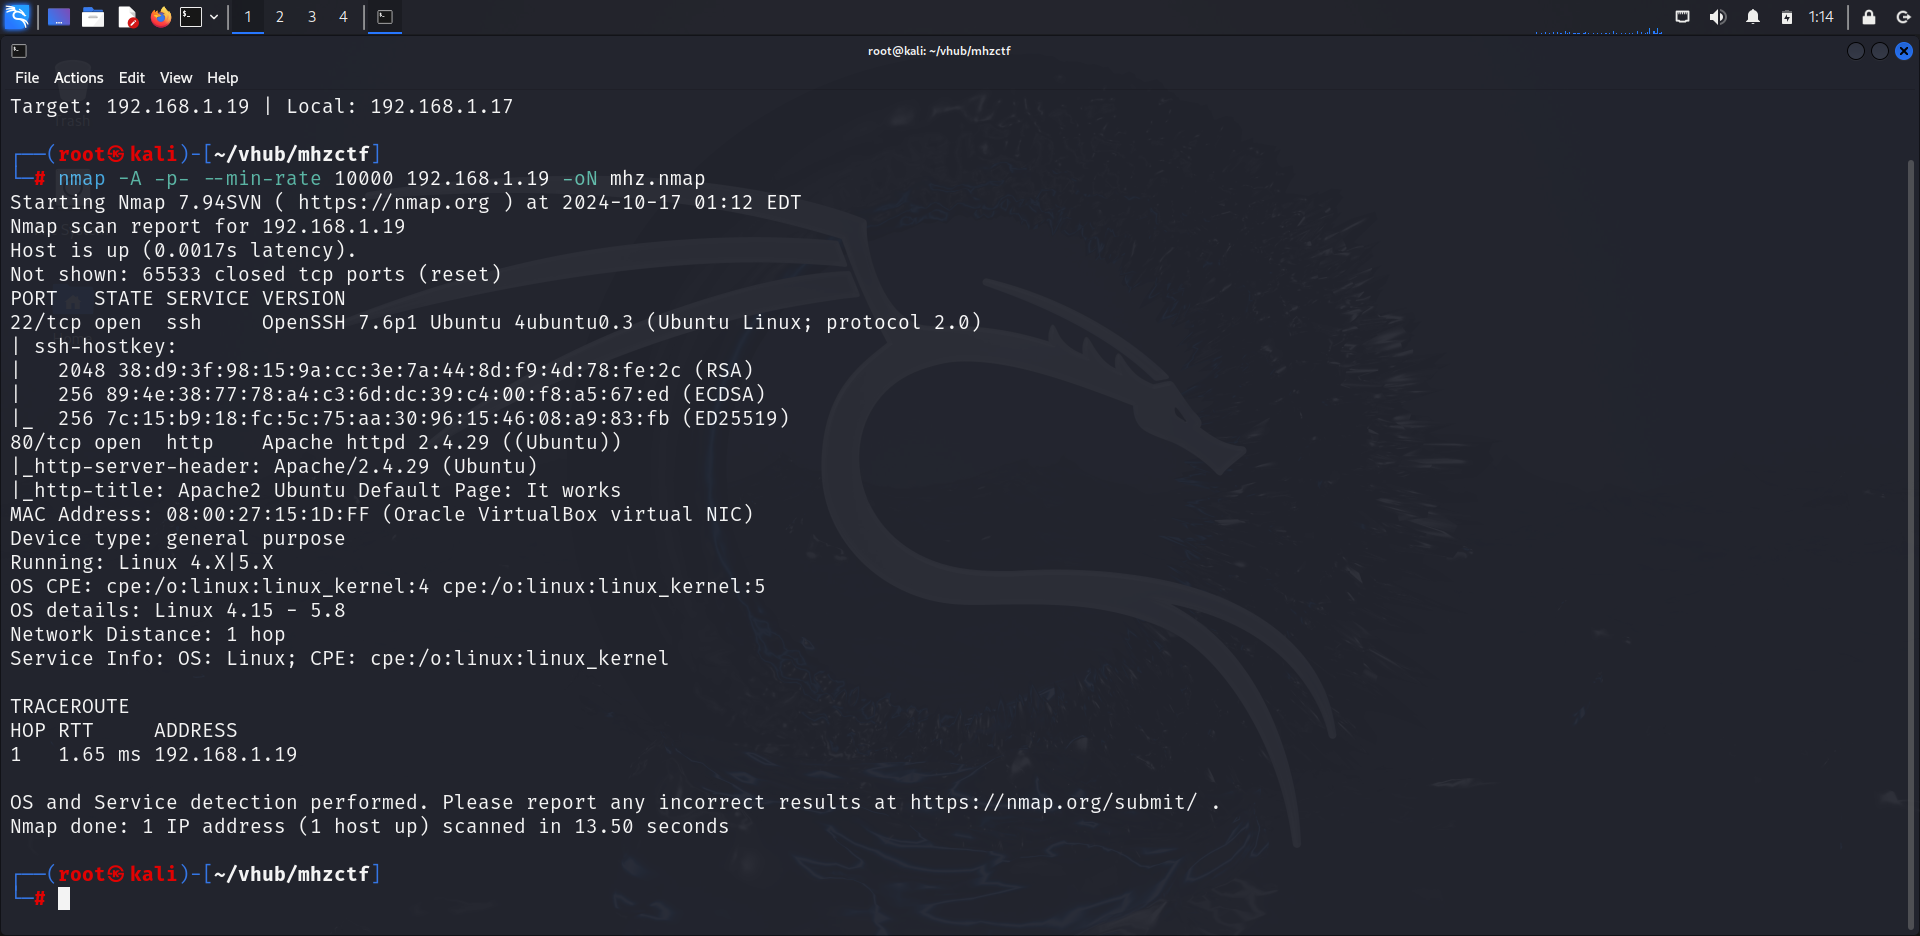 1 2 3 4 1:14
root@kali: ~/vhub/mhzctf
File Actions Edit View Help
Target: 192.168.1.19 | Local: 192.168.1.17
┌──(root㉿kali)-[~/vhub/mhzctf]
└─# nmap -A -p- --min-rate 10000 192.168.1.19 -oN mhz.nmap
Starting Nmap 7.94SVN ( https://nmap.org ) at 2024-10-17 01:12 EDT
Nmap scan report for 192.168.1.19
Host is up (0.0017s latency).
Not shown: 65533 closed tcp ports (reset)
PORT   STATE SERVICE VERSION
22/tcp open  ssh     OpenSSH 7.6p1 Ubuntu 4ubuntu0.3 (Ubuntu Linux; protocol 2.0)
| ssh-hostkey:
|   2048 38:d9:3f:98:15:9a:cc:3e:7a:44:8d:f9:4d:78:fe:2c (RSA)
|   256 89:4e:38:77:78:a4:c3:6d:dc:39:c4:00:f8:a5:67:ed (ECDSA)
|_  256 7c:15:b9:18:fc:5c:75:aa:30:96:15:46:08:a9:83:fb (ED25519)
80/tcp open  http    Apache httpd 2.4.29 ((Ubuntu))
|_http-server-header: Apache/2.4.29 (Ubuntu)
|_http-title: Apache2 Ubuntu Default Page: It works
MAC Address: 08:00:27:15:1D:FF (Oracle VirtualBox virtual NIC)
Device type: general purpose
Running: Linux 4.X|5.X
OS CPE: cpe:/o:linux:linux_kernel:4 cpe:/o:linux:linux_kernel:5
OS details: Linux 4.15 - 5.8
Network Distance: 1 hop
Service Info: OS: Linux; CPE: cpe:/o:linux:linux_kernel
TRACEROUTE
HOP RTT     ADDRESS
1   1.65 ms 192.168.1.19
OS and Service detection performed. Please report any incorrect results at https://nmap.org/submit/ .
Nmap done: 1 IP address (1 host up) scanned in 13.50 seconds
┌──(root㉿kali)-[~/vhub/mhzctf]
└─#